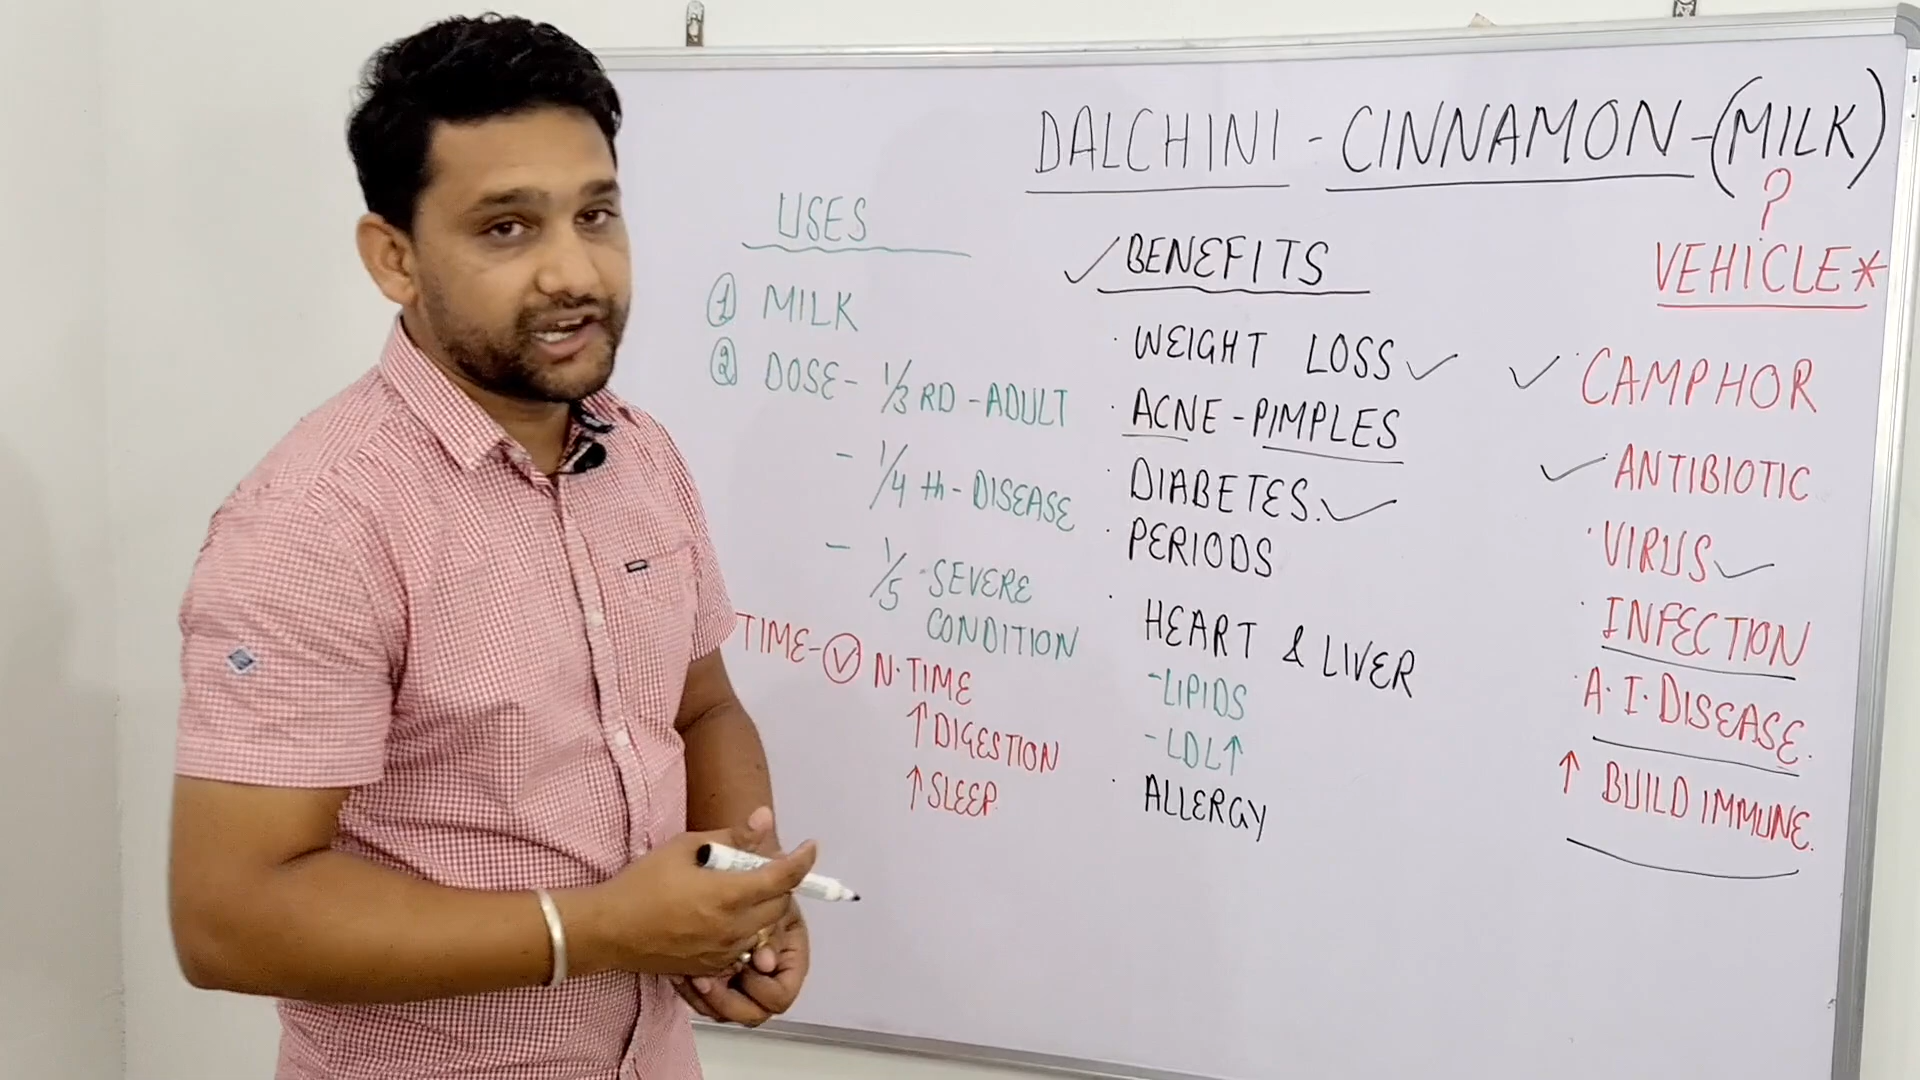 DALCHINI - CINNAMON - (MILK)
?
USES
① MILK
② DOSE - 1/3 RD - ADULT
- 1/4 th - DISEASE
- 1/5 SEVERE
CONDITION
TIME - N. TIME
↑ DIGESTION
↑ SLEEP
✓ BENEFITS
· WEIGHT LOSS ✓
· ACNE - PIMPLES
· DIABETES. ✓
· PERIODS
· HEART & LIVER
- LIPIDS
- LDL↑
· ALLERGY
VEHICLE*
✓ · CAMPHOR
✓ ANTIBIOTIC
· VIRUS ✓
· INFECTION
· A. I. DISEASE.
↑ BUILD IMMUNE.